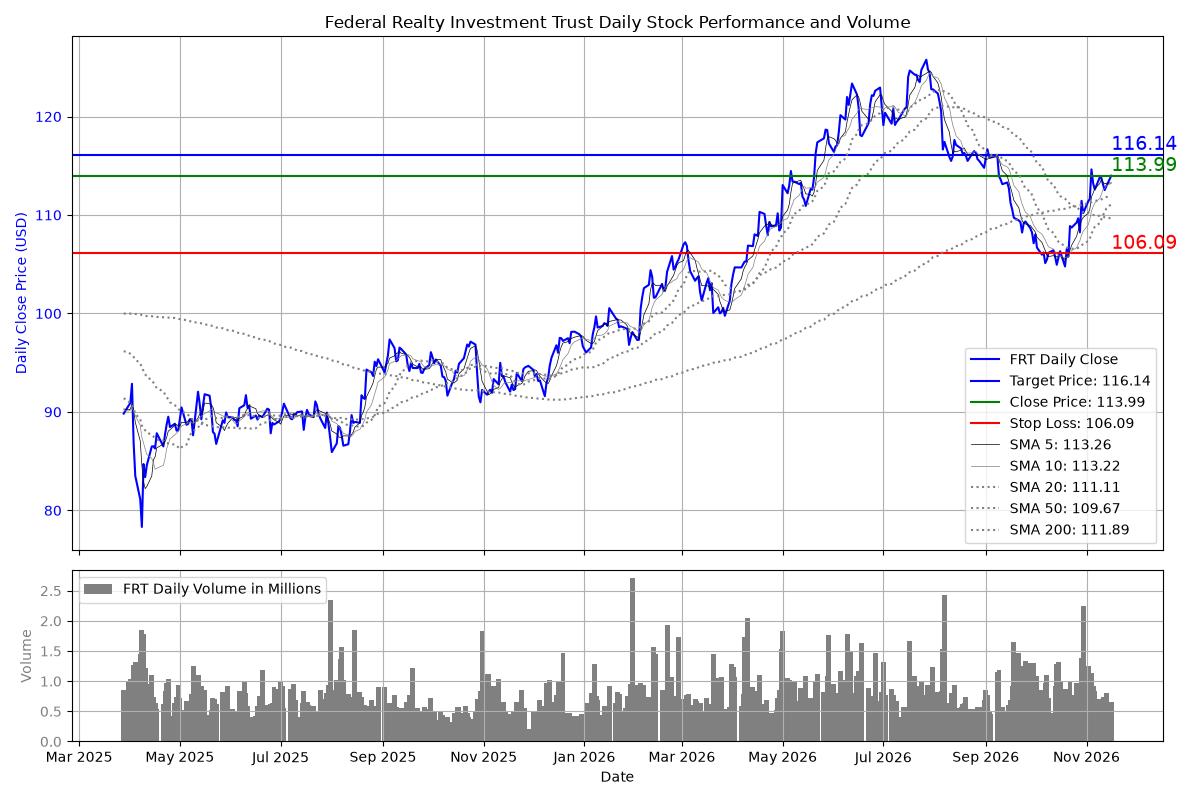 Federal Realty Investment Trust Daily Stock Performance and Volume
Daily Close Price (USD)
120
110
100
90
80
116.14
113.99
106.09
FRT Daily Close
Target Price: 116.14
Close Price: 113.99
Stop Loss: 106.09
SMA 5: 113.26
SMA 10: 113.22
SMA 20: 111.11
SMA 50: 109.67
SMA 200: 111.89
Volume
2.5
2.0
1.5
1.0
0.5
0.0
FRT Daily Volume in Millions
Mar 2025 May 2025 Jul 2025 Sep 2025 Nov 2025 Jan 2026 Mar 2026 May 2026 Jul 2026 Sep 2026 Nov 2026
Date